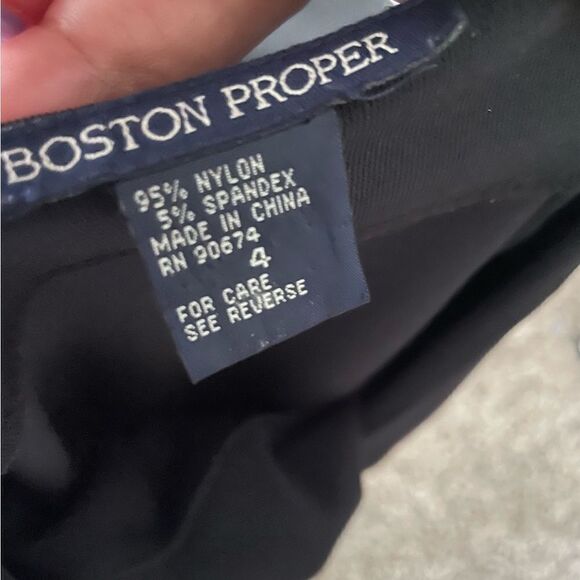 BOSTON PROPER
95% NYLON
5% SPANDEX
MADE IN CHINA
RN 90674
4
FOR CARE
SEE REVERSE